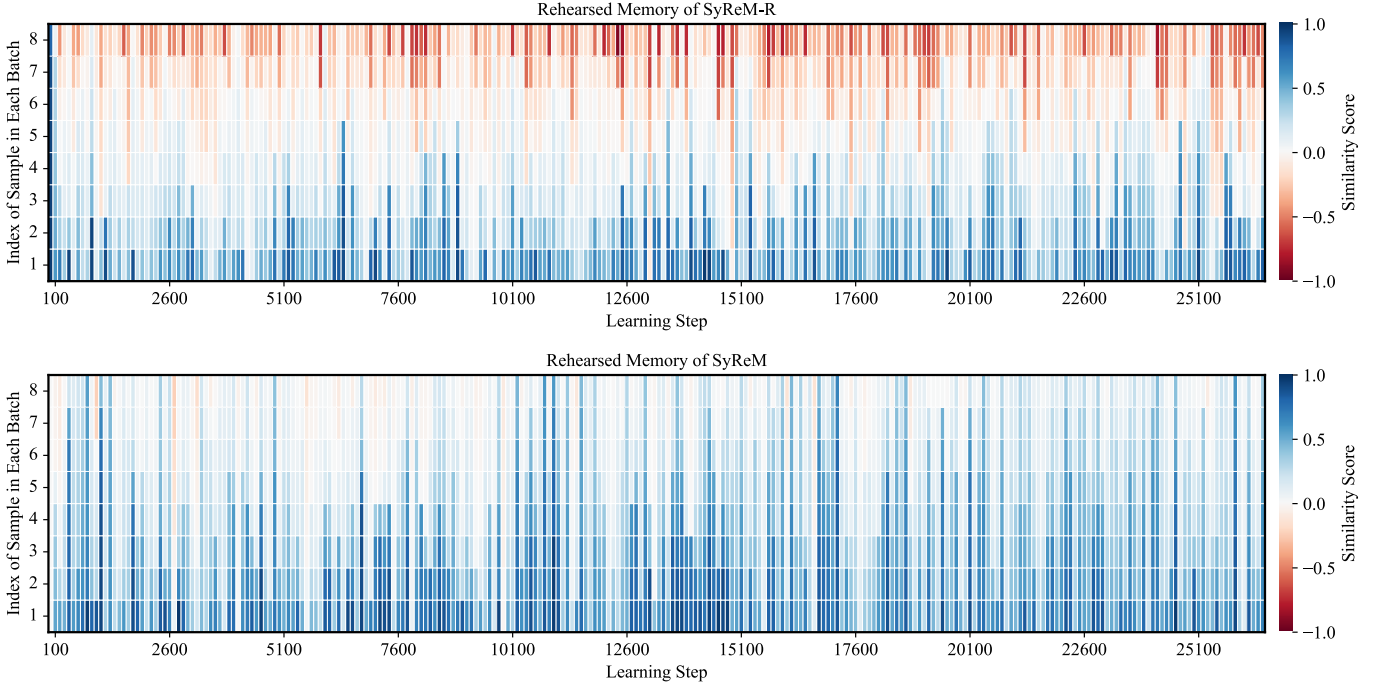 Rehearsed Memory of SyReM-R
Index of Sample in Each Batch
8
7
6
5
4
3
2
1
100 2600 5100 7600 10100 12600 15100 17600 20100 22600 25100
Learning Step
1.0
0.5
0.0
−0.5
−1.0
Similarity Score
Rehearsed Memory of SyReM
Index of Sample in Each Batch
8
7
6
5
4
3
2
1
100 2600 5100 7600 10100 12600 15100 17600 20100 22600 25100
Learning Step
1.0
0.5
0.0
−0.5
−1.0
Similarity Score